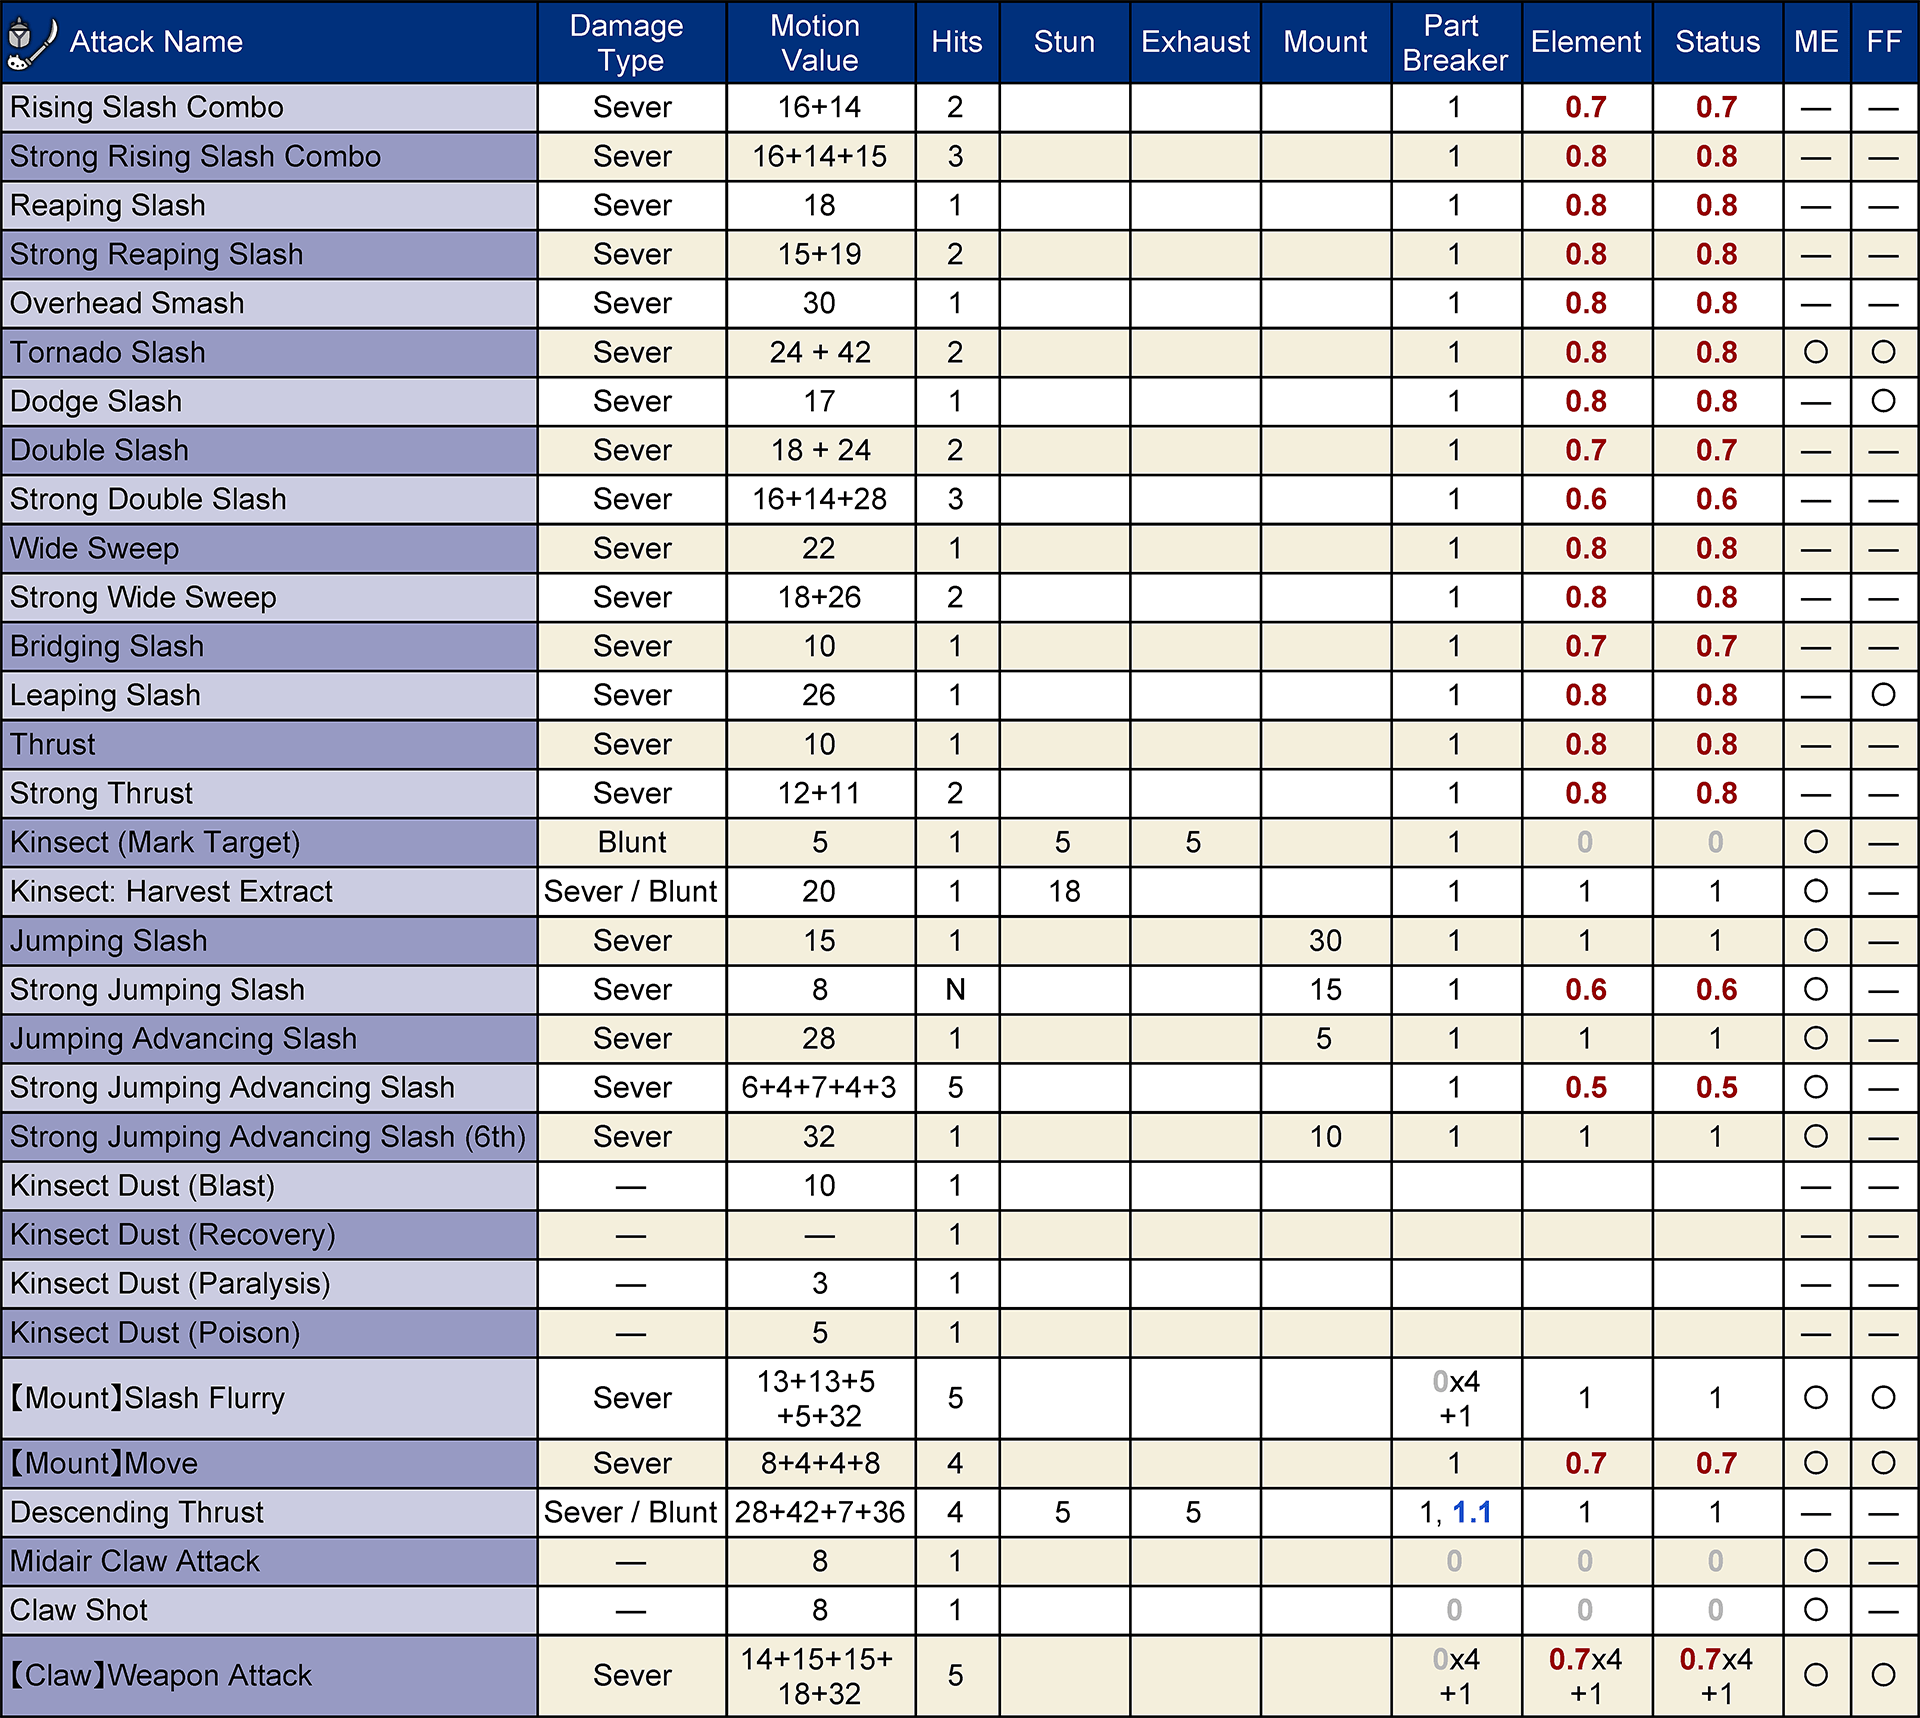 Attack Name Damage Type Motion Value Hits Stun Exhaust Mount Part Breaker Element Status ME FF
Rising Slash Combo Sever 16+14 2 1 0.7 0.7 — —
Strong Rising Slash Combo Sever 16+14+15 3 1 0.8 0.8 — —
Reaping Slash Sever 18 1 1 0.8 0.8 — —
Strong Reaping Slash Sever 15+19 2 1 0.8 0.8 — —
Overhead Smash Sever 30 1 1 0.8 0.8 — —
Tornado Slash Sever 24 + 42 2 1 0.8 0.8 ○ ○
Dodge Slash Sever 17 1 1 0.8 0.8 — ○
Double Slash Sever 18 + 24 2 1 0.7 0.7 — —
Strong Double Slash Sever 16+14+28 3 1 0.6 0.6 — —
Wide Sweep Sever 22 1 1 0.8 0.8 — —
Strong Wide Sweep Sever 18+26 2 1 0.8 0.8 — —
Bridging Slash Sever 10 1 1 0.7 0.7 — —
Leaping Slash Sever 26 1 1 0.8 0.8 — ○
Thrust Sever 10 1 1 0.8 0.8 — —
Strong Thrust Sever 12+11 2 1 0.8 0.8 — —
Kinsect (Mark Target) Blunt 5 1 5 5 1 0 0 ○ —
Kinsect: Harvest Extract Sever / Blunt 20 1 18 1 1 1 ○ —
Jumping Slash Sever 15 1 30 1 1 1 ○ —
Strong Jumping Slash Sever 8 N 15 1 0.6 0.6 ○ —
Jumping Advancing Slash Sever 28 1 5 1 1 1 ○ —
Strong Jumping Advancing Slash Sever 6+4+7+4+3 5 1 0.5 0.5 ○ —
Strong Jumping Advancing Slash (6th) Sever 32 1 10 1 1 1 ○ —
Kinsect Dust (Blast) — 10 1 — —
Kinsect Dust (Recovery) — — 1 — —
Kinsect Dust (Paralysis) — 3 1 — —
Kinsect Dust (Poison) — 5 1 — —
【Mount】Slash Flurry Sever 13+13+5 +5+32 5 0x4 +1 1 1 ○ ○
【Mount】Move Sever 8+4+4+8 4 1 0.7 0.7 ○ ○
Descending Thrust Sever / Blunt 28+42+7+36 4 5 5 1, 1.1 1 1 — —
Midair Claw Attack — 8 1 0 0 0 ○ —
Claw Shot — 8 1 0 0 0 ○ —
【Claw】Weapon Attack Sever 14+15+15+ 18+32 5 0x4 +1 0.7x4 +1 0.7x4 +1 ○ ○